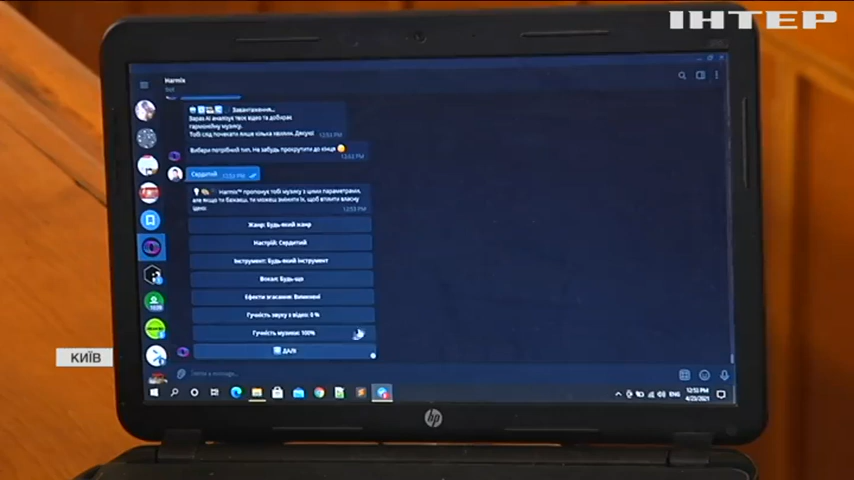 ІНТЕР
Harmix
bot
Завантаження...
Зараз AI аналізує твоє відео та добирає
гармонійну музику.
Тобі слід почекати лише кілька хвилин. Дякую! 12:52 PM
Вибери потрібний тип. Не забудь прокрутити до кінця
12:52 PM
Сердитий 12:52 PM
Harmix™ пропонує тобі музику з цими параметрами,
але якщо ти бажаєш, ти можеш змінити їх, щоб втілити власну
ідею:
12:53 PM
Жанр: Будь-який жанр
Настрій: Сердитий
Інструмент: Будь-який інструмент
Вокал: Будь-що
Ефекти згасання: Вимкнені
Гучність звуку з відео: 0 %
Гучність музики: 100%
ДАЛІ
Write a message...
КИЇВ
ENG
12:53 PM
4/23/2021
hp